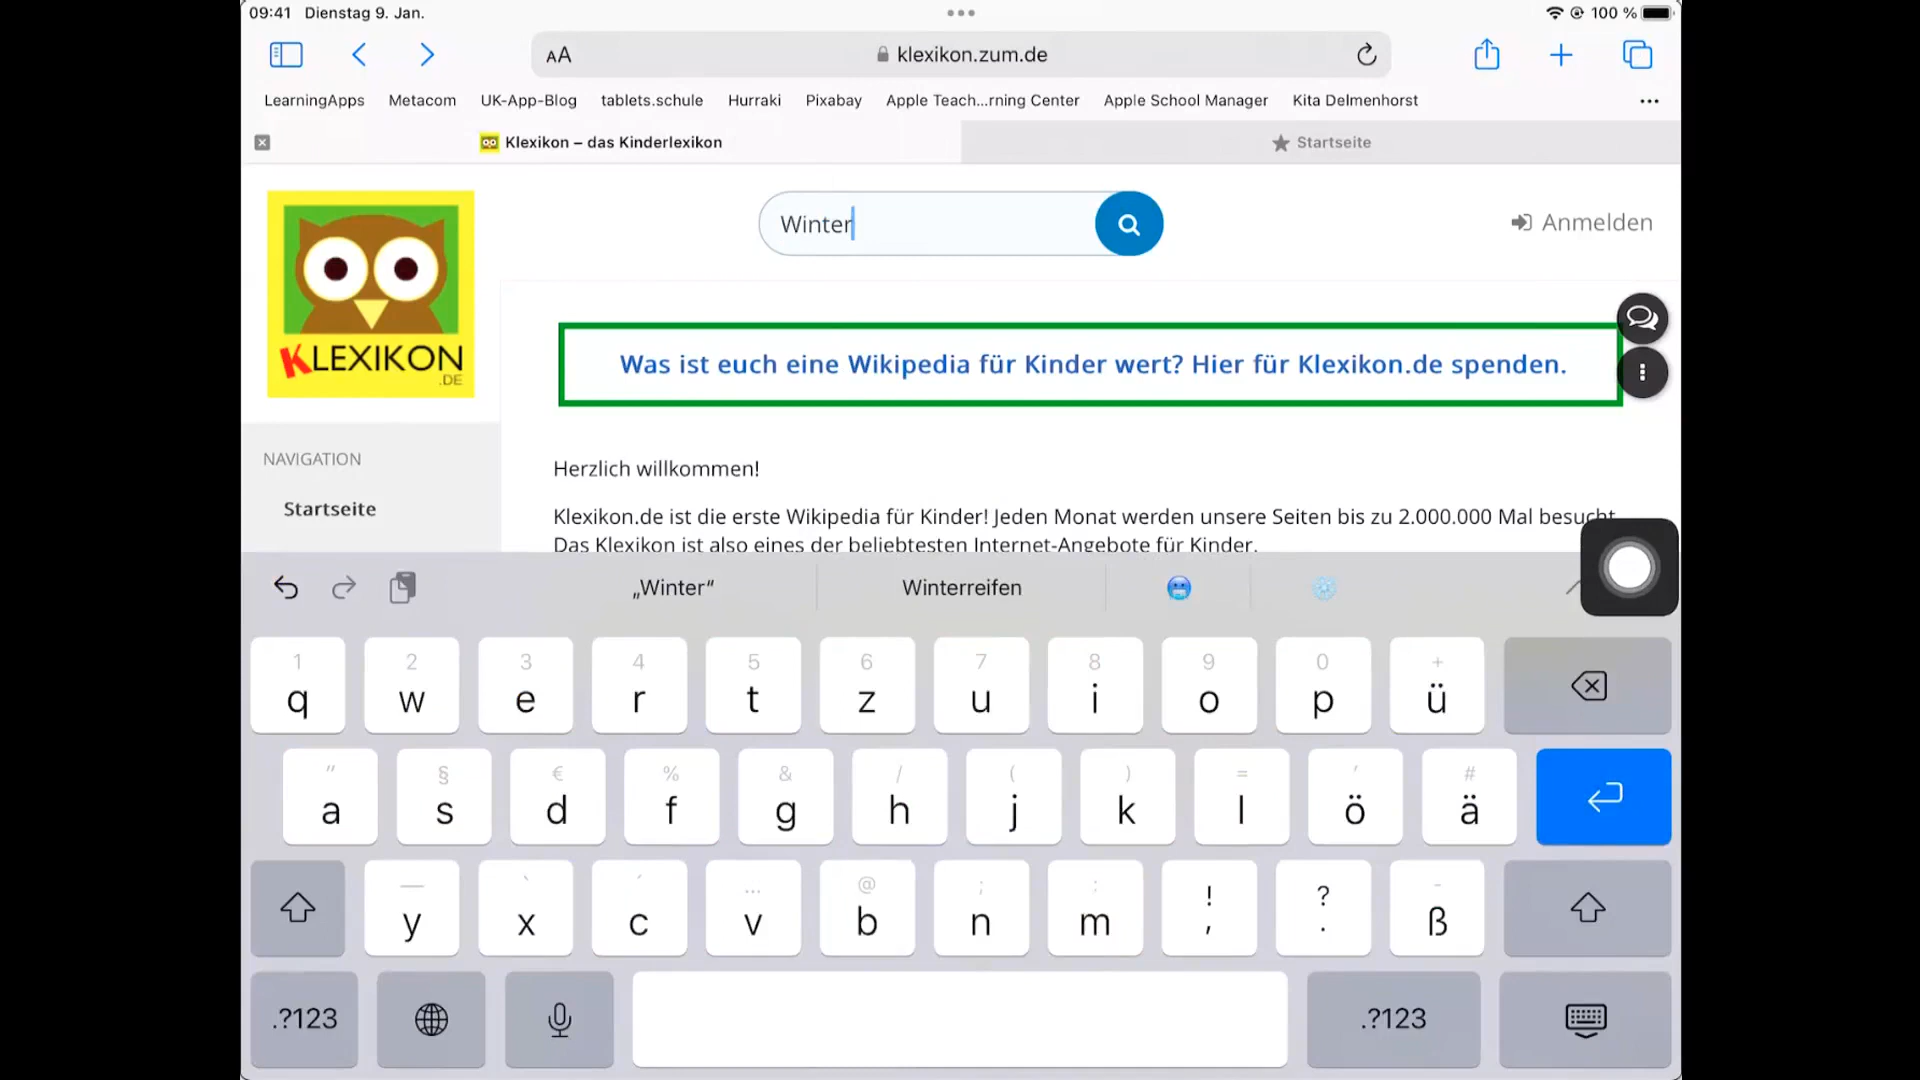 09:41 Dienstag 9. Jan.
100 %
AA
klexikon.zum.de
LearningApps Metacom UK-App-Blog tablets.schule Hurraki Pixabay Apple Teach...rning Center Apple School Manager Kita Delmenhorst
Klexikon – das Kinderlexikon
Startseite
Winter
Anmelden
KLEXIKON
.DE
Was ist euch eine Wikipedia für Kinder wert? Hier für Klexikon.de spenden.
NAVIGATION
Startseite
Herzlich willkommen!
Klexikon.de ist die erste Wikipedia für Kinder! Jeden Monat werden unsere Seiten bis zu 2.000.000 Mal besucht.
Das Klexikon ist also eines der beliebtesten Internet-Angebote für Kinder.
„Winter“ Winterreifen
1 2 3 4 5 6 7 8 9 0 +
q w e r t z u i o p ü
" § € % & / ( ) = ' #
a s d f g h j k l ö ä
— ` ´ ... @ ; : ! ? -
y x c v b n m , . ß
.?123 .?123